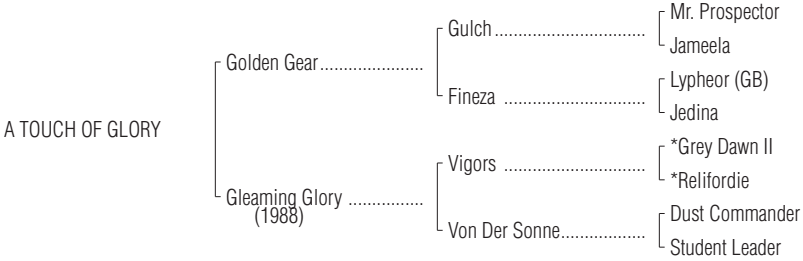 Mr. Prospector
Gulch ................................
Jameela
Golden Gear......................
Lypheor (GB)
Fineza ..............................
Jedina
A TOUCH OF GLORY
*Grey Dawn II
Vigors ..............................
*Relifordie
Gleaming Glory ................
(1988)
Dust Commander
Von Der Sonne..................
Student Leader